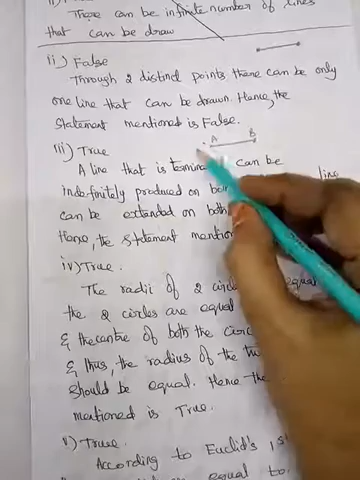 There can be infinite number of lines
that can be draw
ii) False
Through 2 distinct points, there can be only
one line that can be drawn. Hence, the
Statement mentioned is False.
A B
iii) True
A line that is termina can be
indefinitely produced on bo line
can be extended on both
Hence, the statement mention
iv) True.
The radii of 2 circl equal
the 2 circles are equal
& the centre of both the circ
& thus, the radius of the tw
should be equal. Hence the
mentioned is True.
v) True.
According to Euclid's 1st
equal to.